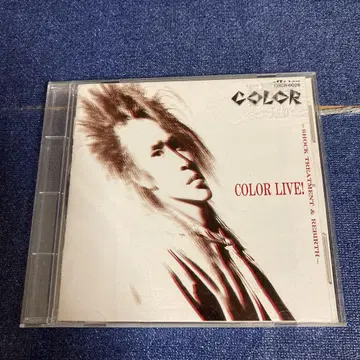 COLOR
COLOR LIVE!
~SHOCK TREATMENT & REBIRTH~